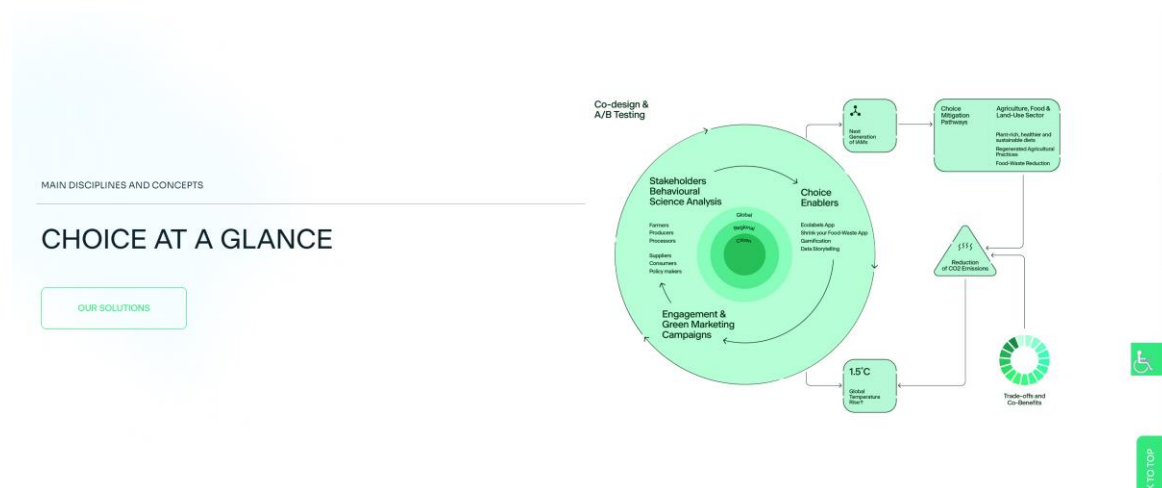 MAIN DISCIPLINES AND CONCEPTS
CHOICE AT A GLANCE
OUR SOLUTIONS
Co-design &
A/B Testing
Stakeholders
Behavioural
Science Analysis
Farmers
Producers
Processors
Suppliers
Consumers
Policy makers
Global
Regional
Cities
Choice
Enablers
Ecolabels App
Shrink your Food-Waste App
Gamification
Data Storytelling
Engagement &
Green Marketing
Campaigns
Next
Generation
of IAMs
Choice
Mitigation
Pathways
Agriculture, Food &
Land-Use Sector
Plant-rich, healthier and
sustainable diets
Regenerated Agricultural
Practices
Food-Waste Reduction
Reduction
of CO2 Emissions
1.5°C
Global
Temperature
Trade-offs and
Co-Benefits
TO TOP